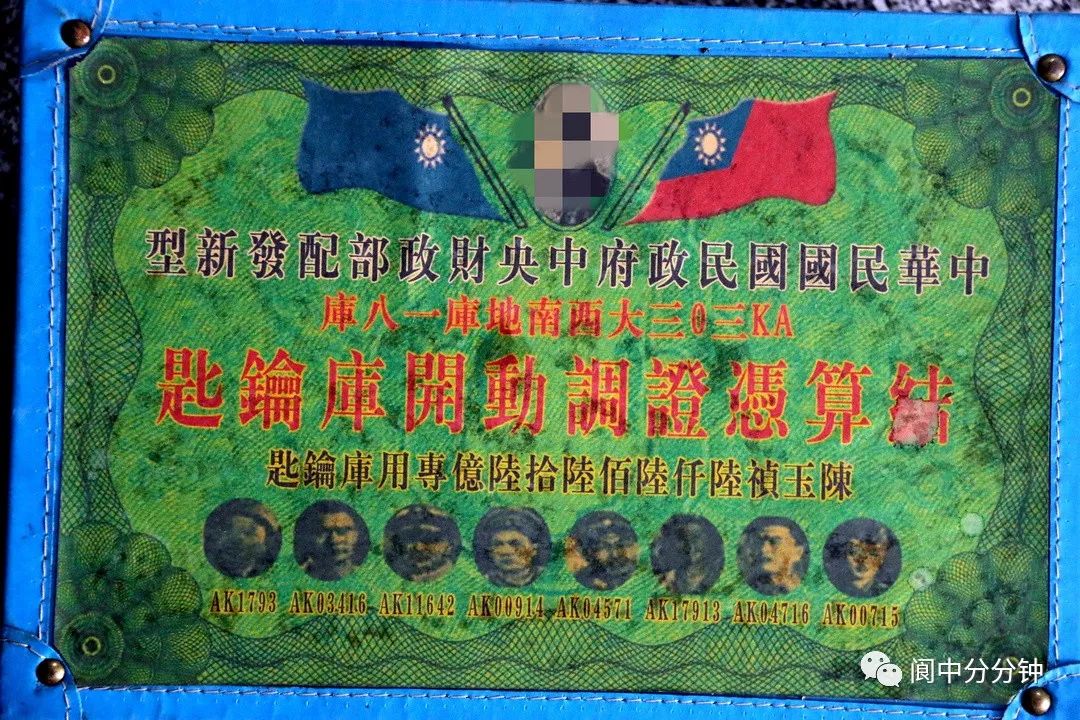 中華民國國民政府中央財政部配發新型
KA三0三大西南地庫一八庫
結算憑證調動開庫鑰匙
陳玉禎陸仟陸佰陸拾陸億專用庫鑰匙
AK1793 AK03416 AK11642 AK00914 AK04571 AK17913 AK04716 AK00715
阆中分分钟